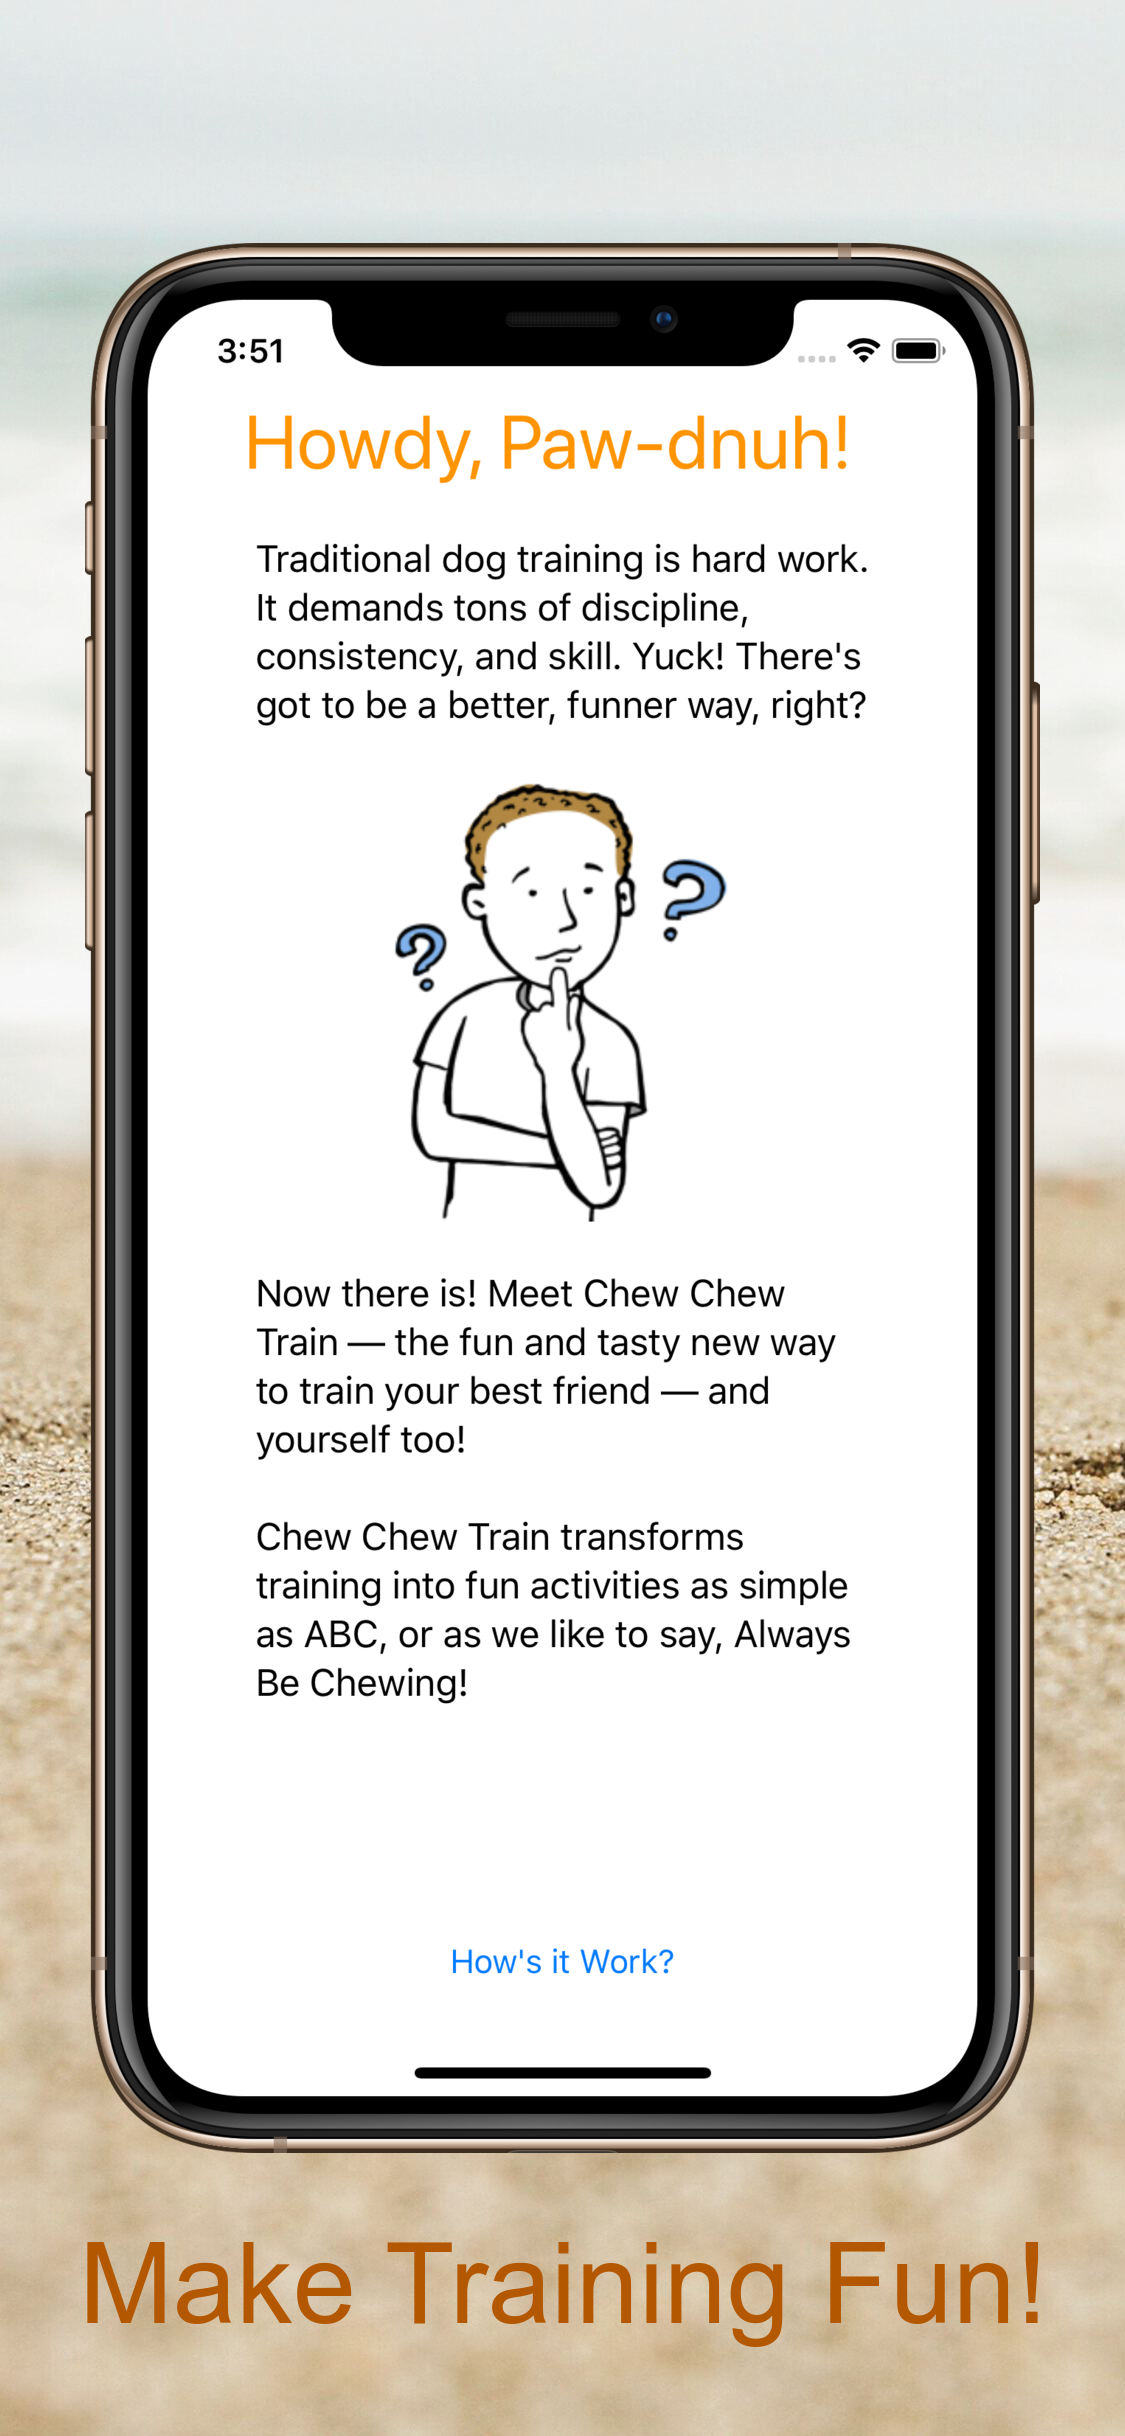 3:51
Howdy, Paw-dnuh!
Traditional dog training is hard work.
It demands tons of discipline,
consistency, and skill. Yuck! There's
got to be a better, funner way, right?
? ?
Now there is! Meet Chew Chew
Train — the fun and tasty new way
to train your best friend — and
yourself too!
Chew Chew Train transforms
training into fun activities as simple
as ABC, or as we like to say, Always
Be Chewing!
How's it Work?
Make Training Fun!